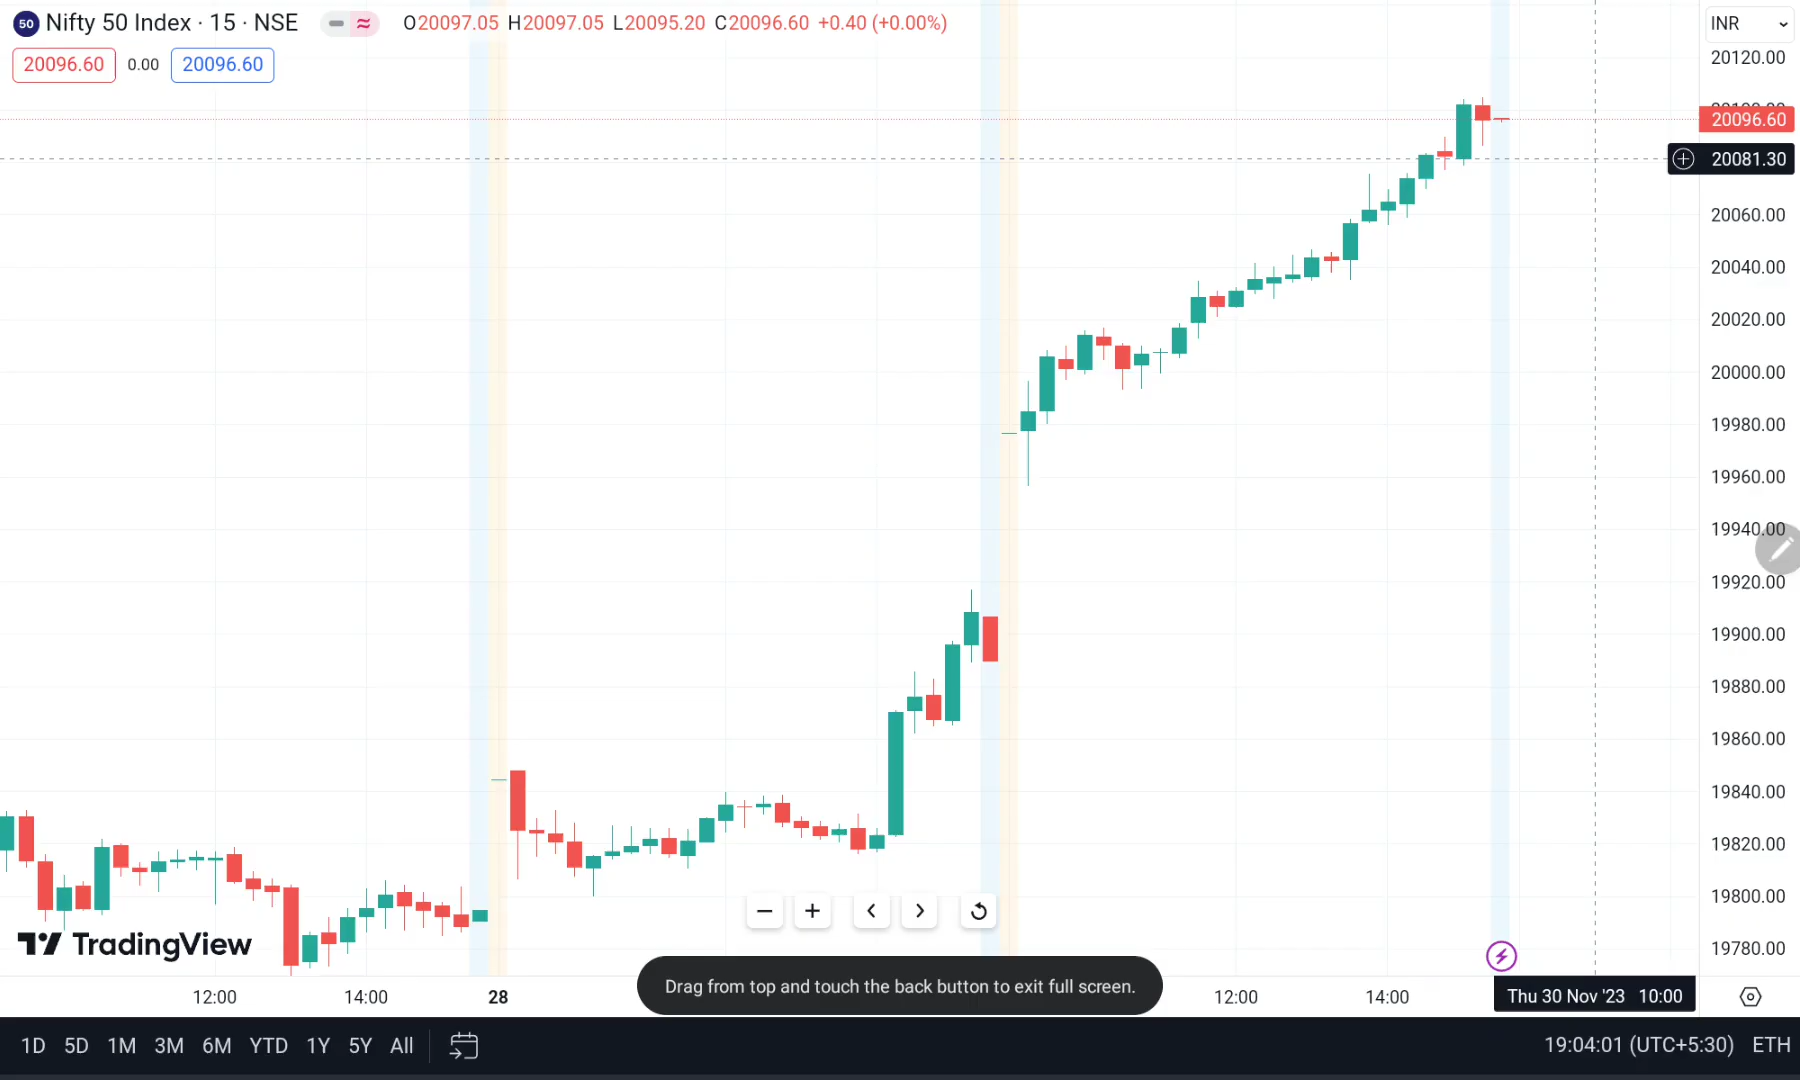 50 Nifty 50 Index · 15 · NSE O20097.05 H20097.05 L20095.20 C20096.60 +0.40 (+0.00%)
20096.60 0.00 20096.60
INR
20120.00
20096.60
20081.30
20060.00
20040.00
20020.00
20000.00
19980.00
19960.00
19940.00
19920.00
19900.00
19880.00
19860.00
19840.00
19820.00
19800.00
19780.00
TradingView
Drag from top and touch the back button to exit full screen.
12:00 14:00 28 12:00 14:00 Thu 30 Nov '23 10:00
1D 5D 1M 3M 6M YTD 1Y 5Y All 19:04:01 (UTC+5:30) ETH